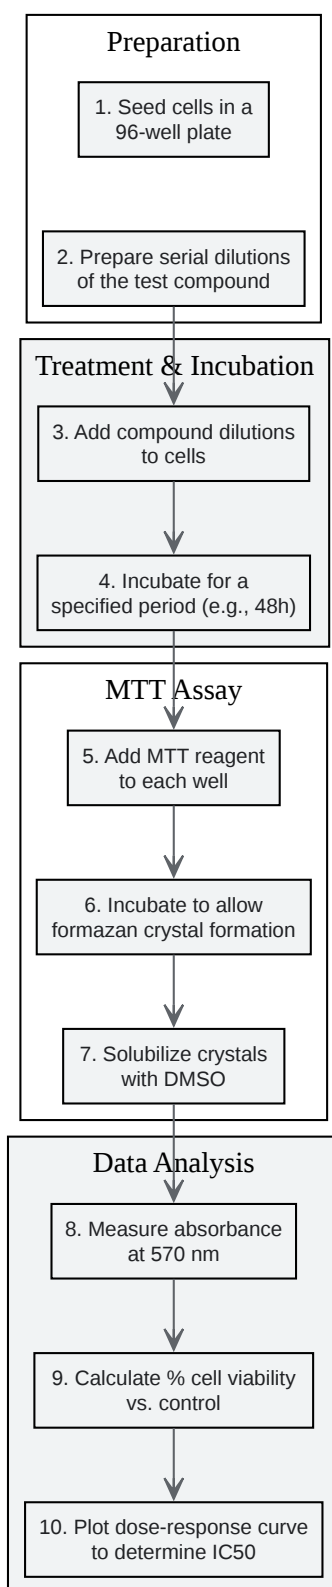 Preparation
1. Seed cells in a
96-well plate
2. Prepare serial dilutions
of the test compound
Treatment & Incubation
3. Add compound dilutions
to cells
4. Incubate for a
specified period (e.g., 48h)
MTT Assay
5. Add MTT reagent
to each well
6. Incubate to allow
formazan crystal formation
7. Solubilize crystals
with DMSO
Data Analysis
8. Measure absorbance
at 570 nm
9. Calculate % cell viability
vs. control
10. Plot dose-response curve
to determine IC50